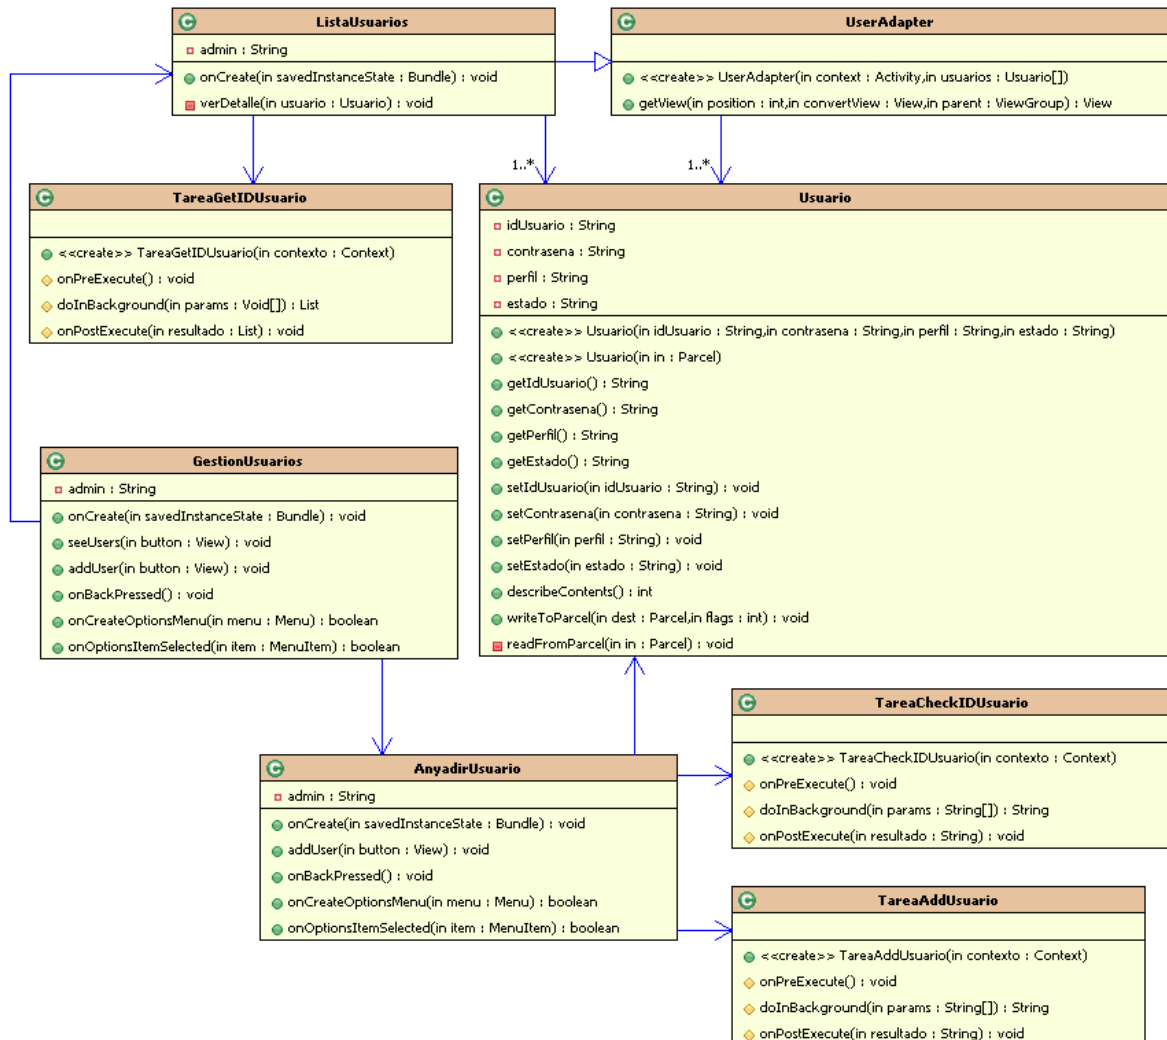 ListaUsuarios
admin : String
onCreate(in savedInstanceState : Bundle) : void
verDetalle(in usuario : Usuario) : void
UserAdapter
<<create>> UserAdapter(in context : Activity,in usuarios : Usuario[])
getView(in position : int,in convertView : View,in parent : ViewGroup) : View
1..*
1..*
TareaGetIDUsuario
<<create>> TareaGetIDUsuario(in contexto : Context)
onPreExecute() : void
doInBackground(in params : Void[]) : List
onPostExecute(in resultado : List) : void
Usuario
idUsuario : String
contrasena : String
perfil : String
estado : String
<<create>> Usuario(in idUsuario : String,in contrasena : String,in perfil : String,in estado : String)
<<create>> Usuario(in in : Parcel)
getIdUsuario() : String
getContrasena() : String
getPerfil() : String
getEstado() : String
setIdUsuario(in idUsuario : String) : void
setContrasena(in contrasena : String) : void
setPerfil(in perfil : String) : void
setEstado(in estado : String) : void
describeContents() : int
writeToParcel(in dest : Parcel,in flags : int) : void
readFromParcel(in in : Parcel) : void
GestionUsuarios
admin : String
onCreate(in savedInstanceState : Bundle) : void
seeUsers(in button : View) : void
addUser(in button : View) : void
onBackPressed() : void
onCreateOptionsMenu(in menu : Menu) : boolean
onOptionsItemSelected(in item : MenuItem) : boolean
AnyadirUsuario
admin : String
onCreate(in savedInstanceState : Bundle) : void
addUser(in button : View) : void
onBackPressed() : void
onCreateOptionsMenu(in menu : Menu) : boolean
onOptionsItemSelected(in item : MenuItem) : boolean
TareaCheckIDUsuario
<<create>> TareaCheckIDUsuario(in contexto : Context)
onPreExecute() : void
doInBackground(in params : String[]) : String
onPostExecute(in resultado : String) : void
TareaAddUsuario
<<create>> TareaAddUsuario(in contexto : Context)
onPreExecute() : void
doInBackground(in params : String[]) : String
onPostExecute(in resultado : String) : void